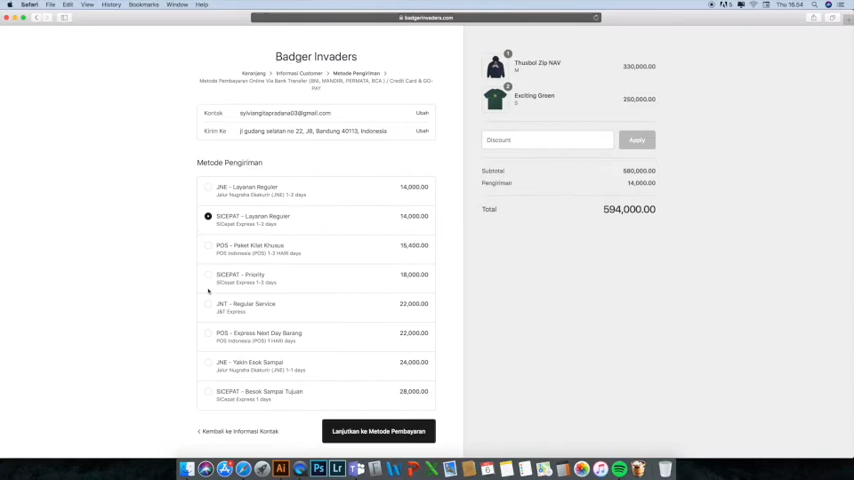 Safari File Edit View History Bookmarks Window Help
5
Thu 16.54
badgerinvaders.com
Badger Invaders
Keranjang > Informasi Customer > Metode Pengiriman >
Metode Pembayaran Online Via Bank Transfer (BNI, MANDIRI, PERMATA, BCA ) / Credit Card & GO-
PAY
Kontak sylviangitapradana03@gmail.com Ubah
Kirim Ke jl gudang selatan no 22, JB, Bandung 40113, Indonesia Ubah
Metode Pengiriman
JNE - Layanan Reguler 14,000.00
Jalur Nugraha Ekakurir (JNE) 1-2 days
SICEPAT - Layanan Reguler 14,000.00
SiCepat Express 1-2 days
POS - Paket Kilat Khusus 15,400.00
POS Indonesia (POS) 1-2 HARI days
SICEPAT - Priority 18,000.00
SiCepat Express 1-2 days
JNT - Regular Service 22,000.00
J&T Express
POS - Express Next Day Barang 22,000.00
POS Indonesia (POS) 1 HARI days
JNE - Yakin Esok Sampai 24,000.00
Jalur Nugraha Ekakurir (JNE) 1-1 days
SICEPAT - Besok Sampai Tujuan 28,000.00
SiCepat Express 1 days
< Kembali ke Informasi Kontak
Lanjutkan ke Metode Pembayaran
1
Thusbol Zip NAV 330,000.00
M
2
Exciting Green 250,000.00
S
Discount Apply
Subtotal 580,000.00
Pengiriman 14,000.00
Total 594,000.00
Ai
Ps
Lr
6